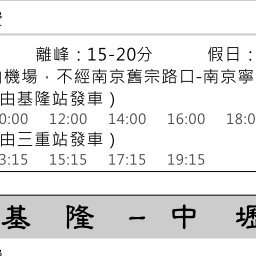 離峰：15-20分 假日：
機場，不經南京舊宗路口-南京寧
由基隆站發車）
0:00 12:00 14:00 16:00 18:0
由三重站發車）
3:15 15:15 17:15 19:15
基 隆 - 中 壢